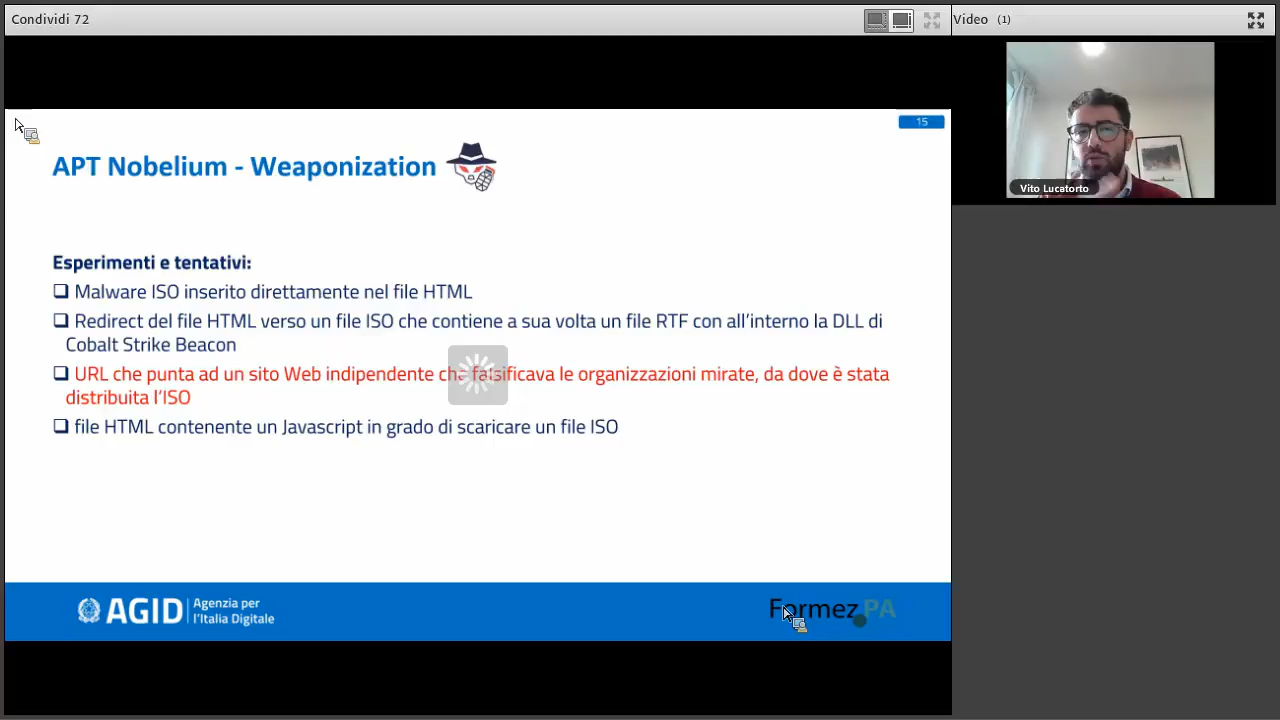 Condividi 72
Video (1)
15
APT Nobelium - Weaponization
Vito Lucatorto
Esperimenti e tentativi:
❑ Malware ISO inserito direttamente nel file HTML
❑ Redirect del file HTML verso un file ISO che contiene a sua volta un file RTF con all'interno la DLL di
Cobalt Strike Beacon
❑ URL che punta ad un sito Web indipendente che falsificava le organizzazioni mirate, da dove è stata
distribuita l'ISO
❑ file HTML contenente un Javascript in grado di scaricare un file ISO
AGID
Agenzia per
l'Italia Digitale
Formez PA